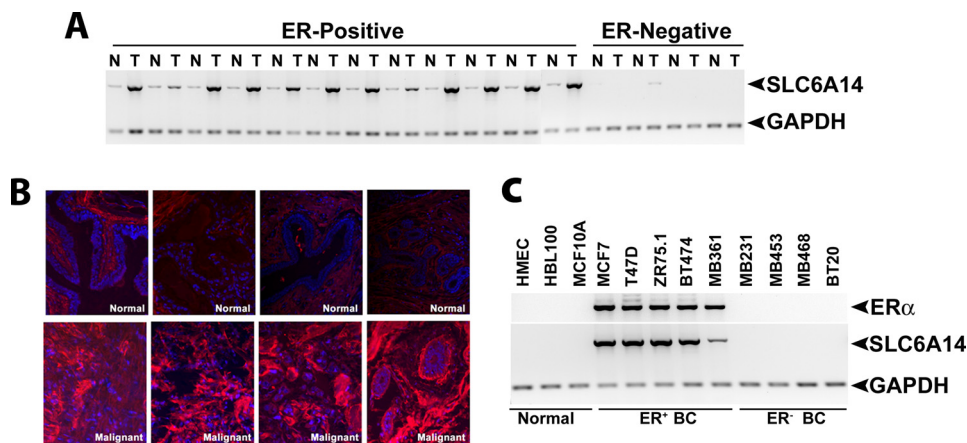 A
ER-Positive
ER-Negative
N T N T N T N T N T N T N T N T N T N T N T N T N T N T N T N T
SLC6A14
GAPDH
B
Normal
Normal
Normal
Normal
Malignant
Malignant
Malignant
Malignant
C
HMEC
HBL100
MCF10A
MCF7
T47D
ZR75.1
BT474
MB361
MB231
MB453
MB468
BT20
ERα
SLC6A14
GAPDH
Normal
ER⁺ BC
ER⁻ BC